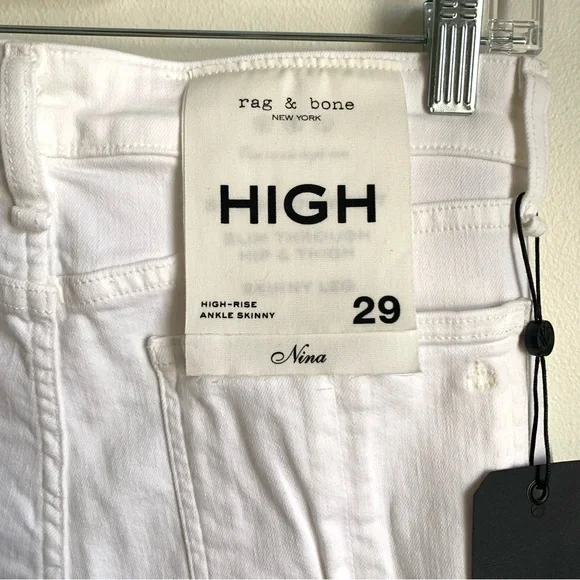 rag & bone
NEW YORK
HIGH
SLIM THROUGH
HIP & THIGH
SKINNY LEG
HIGH-RISE
ANKLE SKINNY
29
Nina